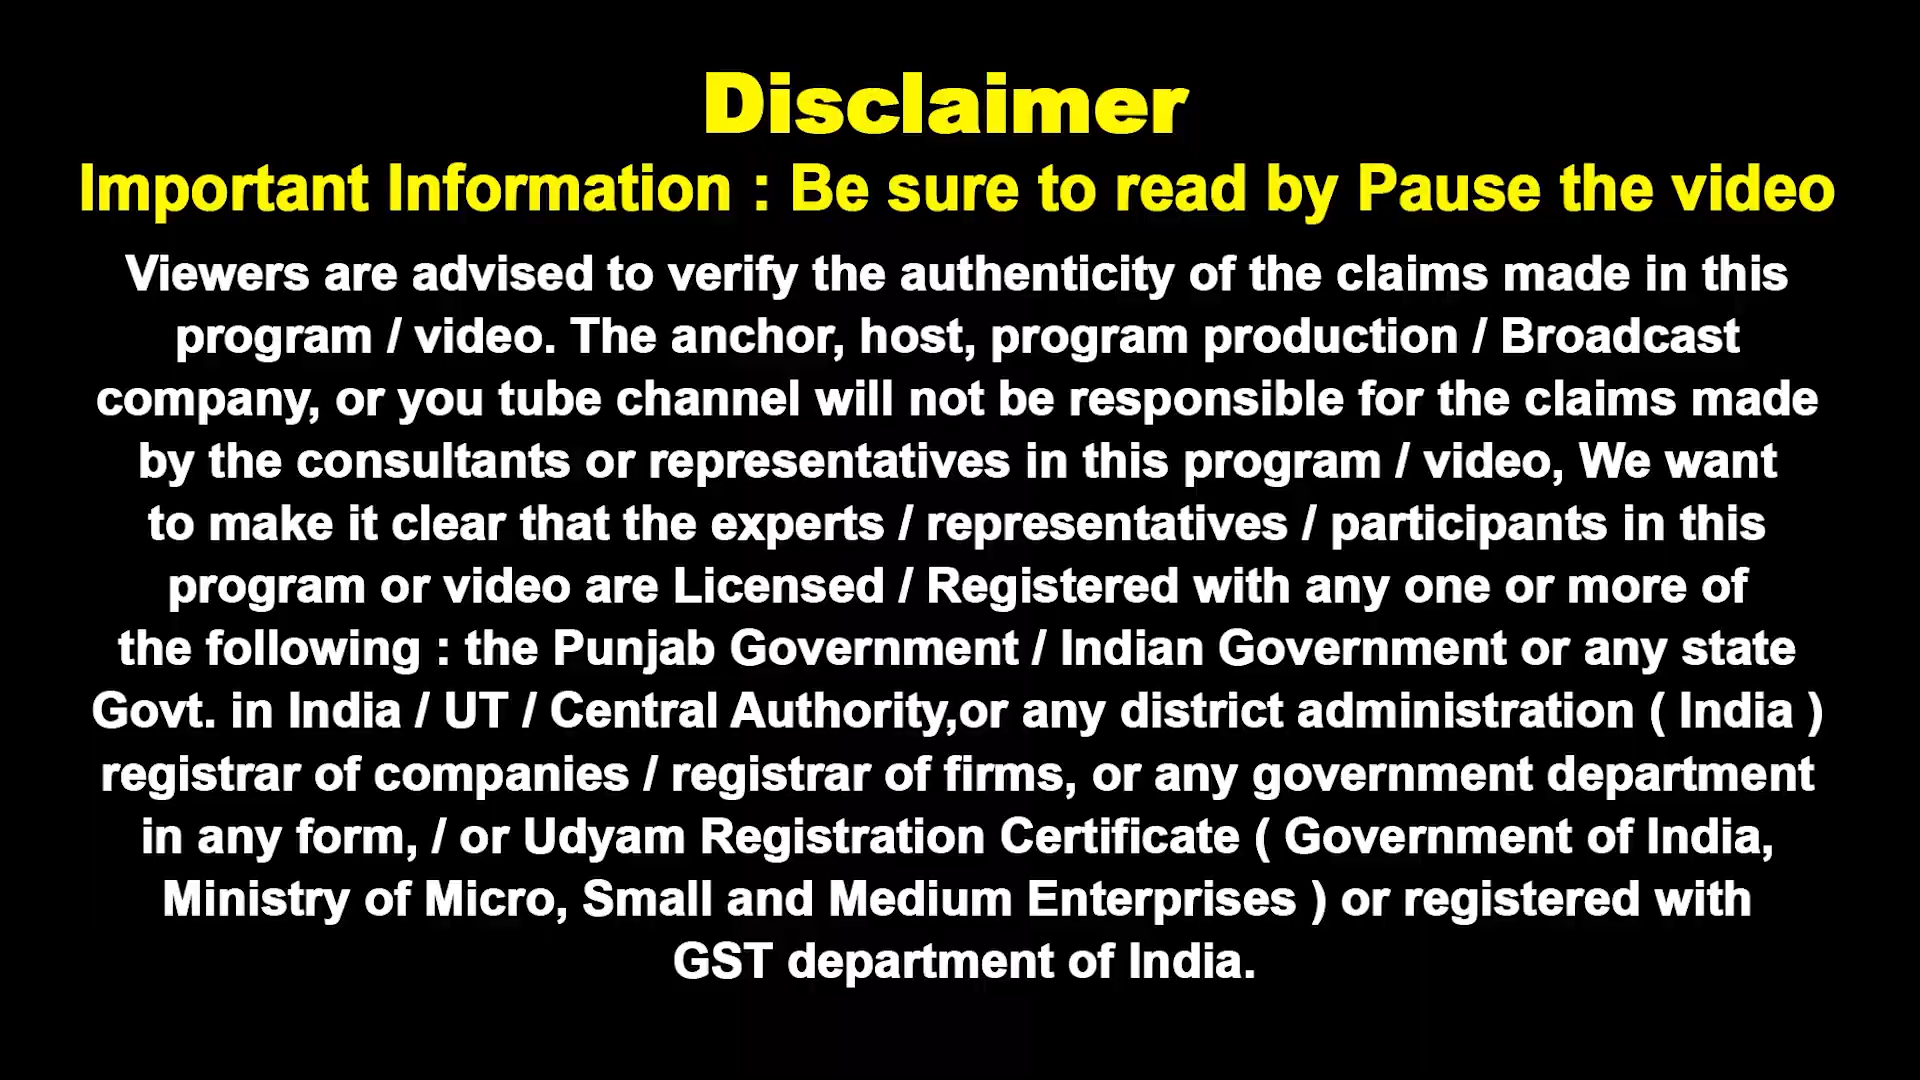 Disclaimer
Important Information : Be sure to read by Pause the video
Viewers are advised to verify the authenticity of the claims made in this
program / video. The anchor, host, program production / Broadcast
company, or you tube channel will not be responsible for the claims made
by the consultants or representatives in this program / video, We want
to make it clear that the experts / representatives / participants in this
program or video are Licensed / Registered with any one or more of
the following : the Punjab Government / Indian Government or any state
Govt. in India / UT / Central Authority,or any district administration ( India )
registrar of companies / registrar of firms, or any government department
in any form, / or Udyam Registration Certificate ( Government of India,
Ministry of Micro, Small and Medium Enterprises ) or registered with
GST department of India.